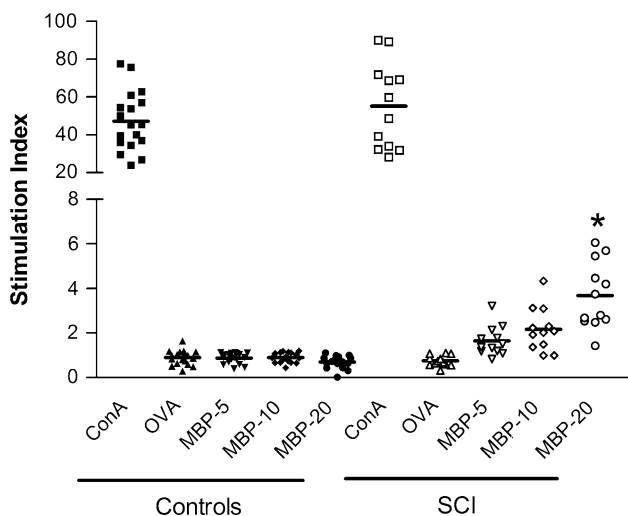 100
80
60
40
20
8
6
4
2
0
Stimulation Index
*
ConA
OVA
MBP-5
MBP-10
MBP-20
ConA
OVA
MBP-5
MBP-10
MBP-20
Controls
SCI